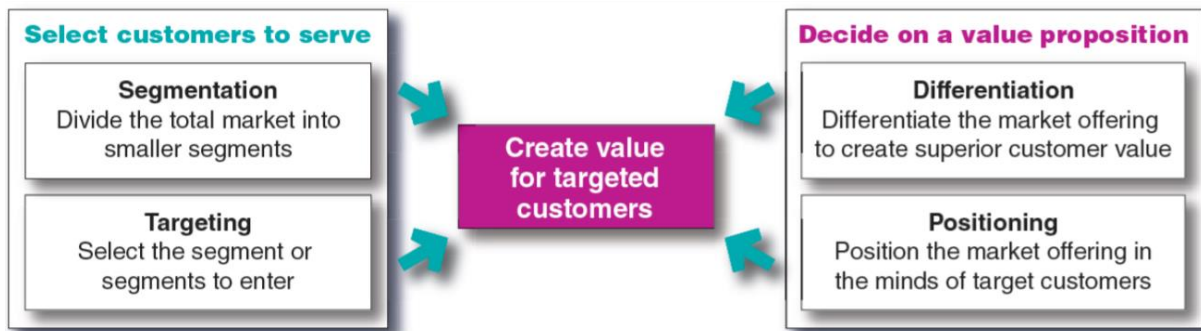 Select customers to serve
Segmentation
Divide the total market into
smaller segments
Targeting
Select the segment or
segments to enter
Create value
for targeted
customers
Decide on a value proposition
Differentiation
Differentiate the market offering
to create superior customer value
Positioning
Position the market offering in
the minds of target customers